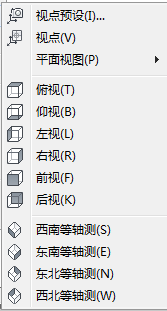 视点预设(I)...
视点(V)
平面视图(P)
俯视(T)
仰视(B)
左视(L)
右视(R)
前视(F)
后视(K)
西南等轴测(S)
东南等轴测(E)
东北等轴测(N)
西北等轴测(W)